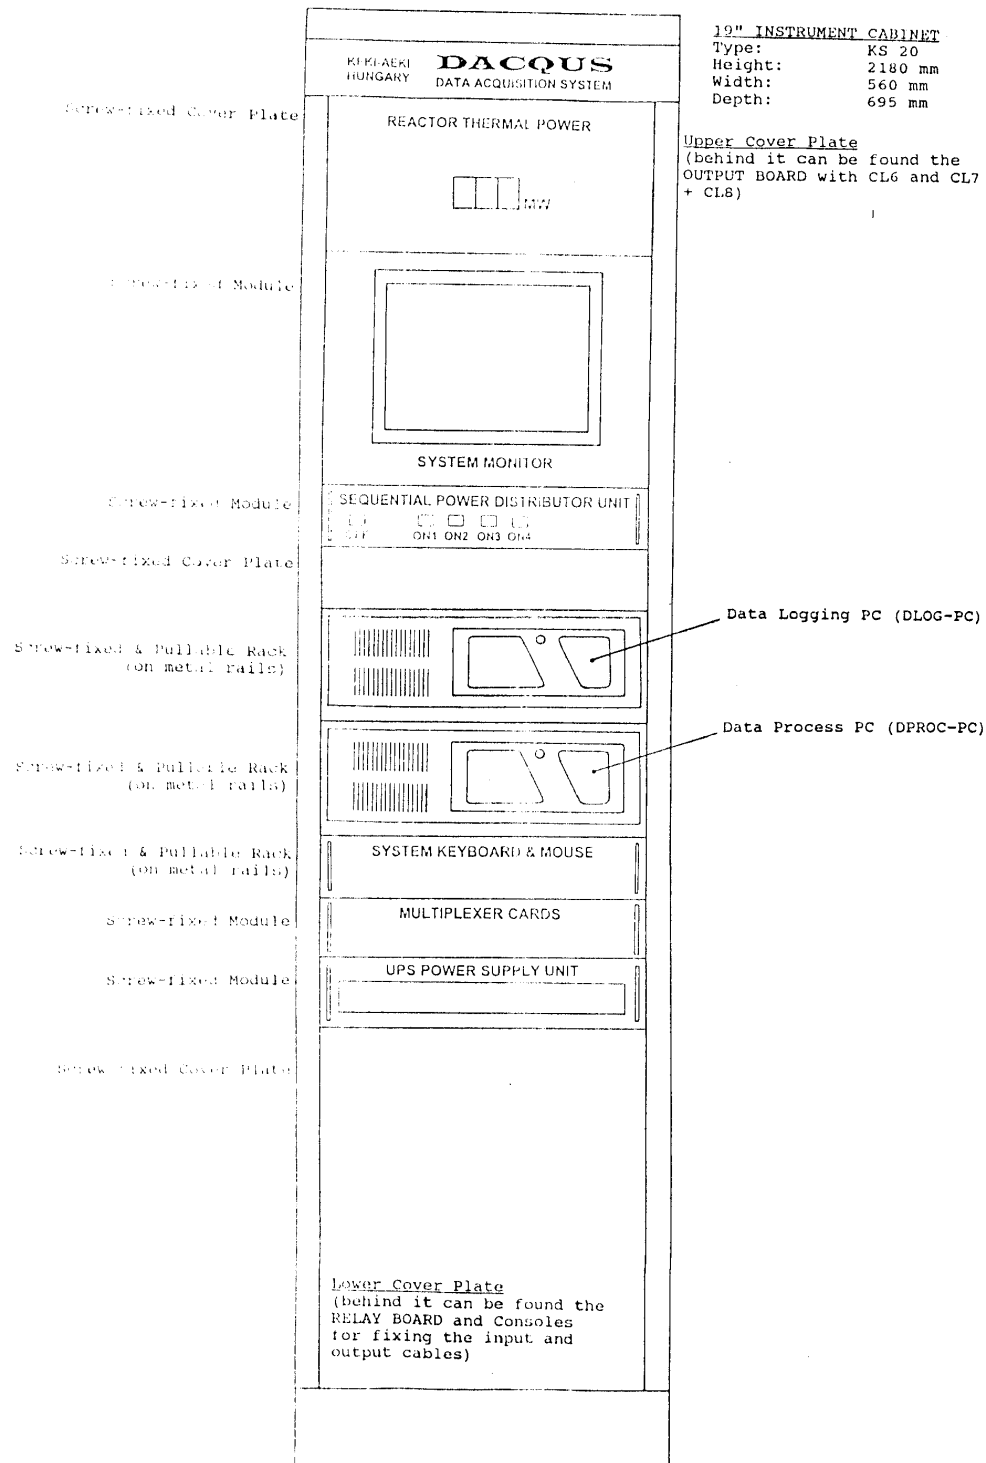 19" INSTRUMENT CABINET
Type: KS 20
Height: 2180 mm
Width: 560 mm
Depth: 695 mm
KFKI-AEKI
HUNGARY
DACQUS
DATA ACQUISITION SYSTEM
Screw-fixed Cover Plate
REACTOR THERMAL POWER
MW
Upper Cover Plate
(behind it can be found the
OUTPUT BOARD with CL6 and CL7
+ CL8)
Screw-fixed Module
SYSTEM MONITOR
Screw-fixed Module
SEQUENTIAL POWER DISTRIBUTOR UNIT
OFF ON1 ON2 ON3 ON4
Screw-fixed Cover Plate
Data Logging PC (DLOG-PC)
Screw-fixed & Pullable Rack
(on metal rails)
Data Process PC (DPROC-PC)
Screw-fixed & Pullable Rack
(on metal rails)
Screw-fixed & Pullable Rack
(on metal rails)
SYSTEM KEYBOARD & MOUSE
Screw-fixed Module
MULTIPLEXER CARDS
Screw-fixed Module
UPS POWER SUPPLY UNIT
Screw-fixed Cover Plate
Lower Cover Plate
(behind it can be found the
RELAY BOARD and Consoles
for fixing the input and
output cables)